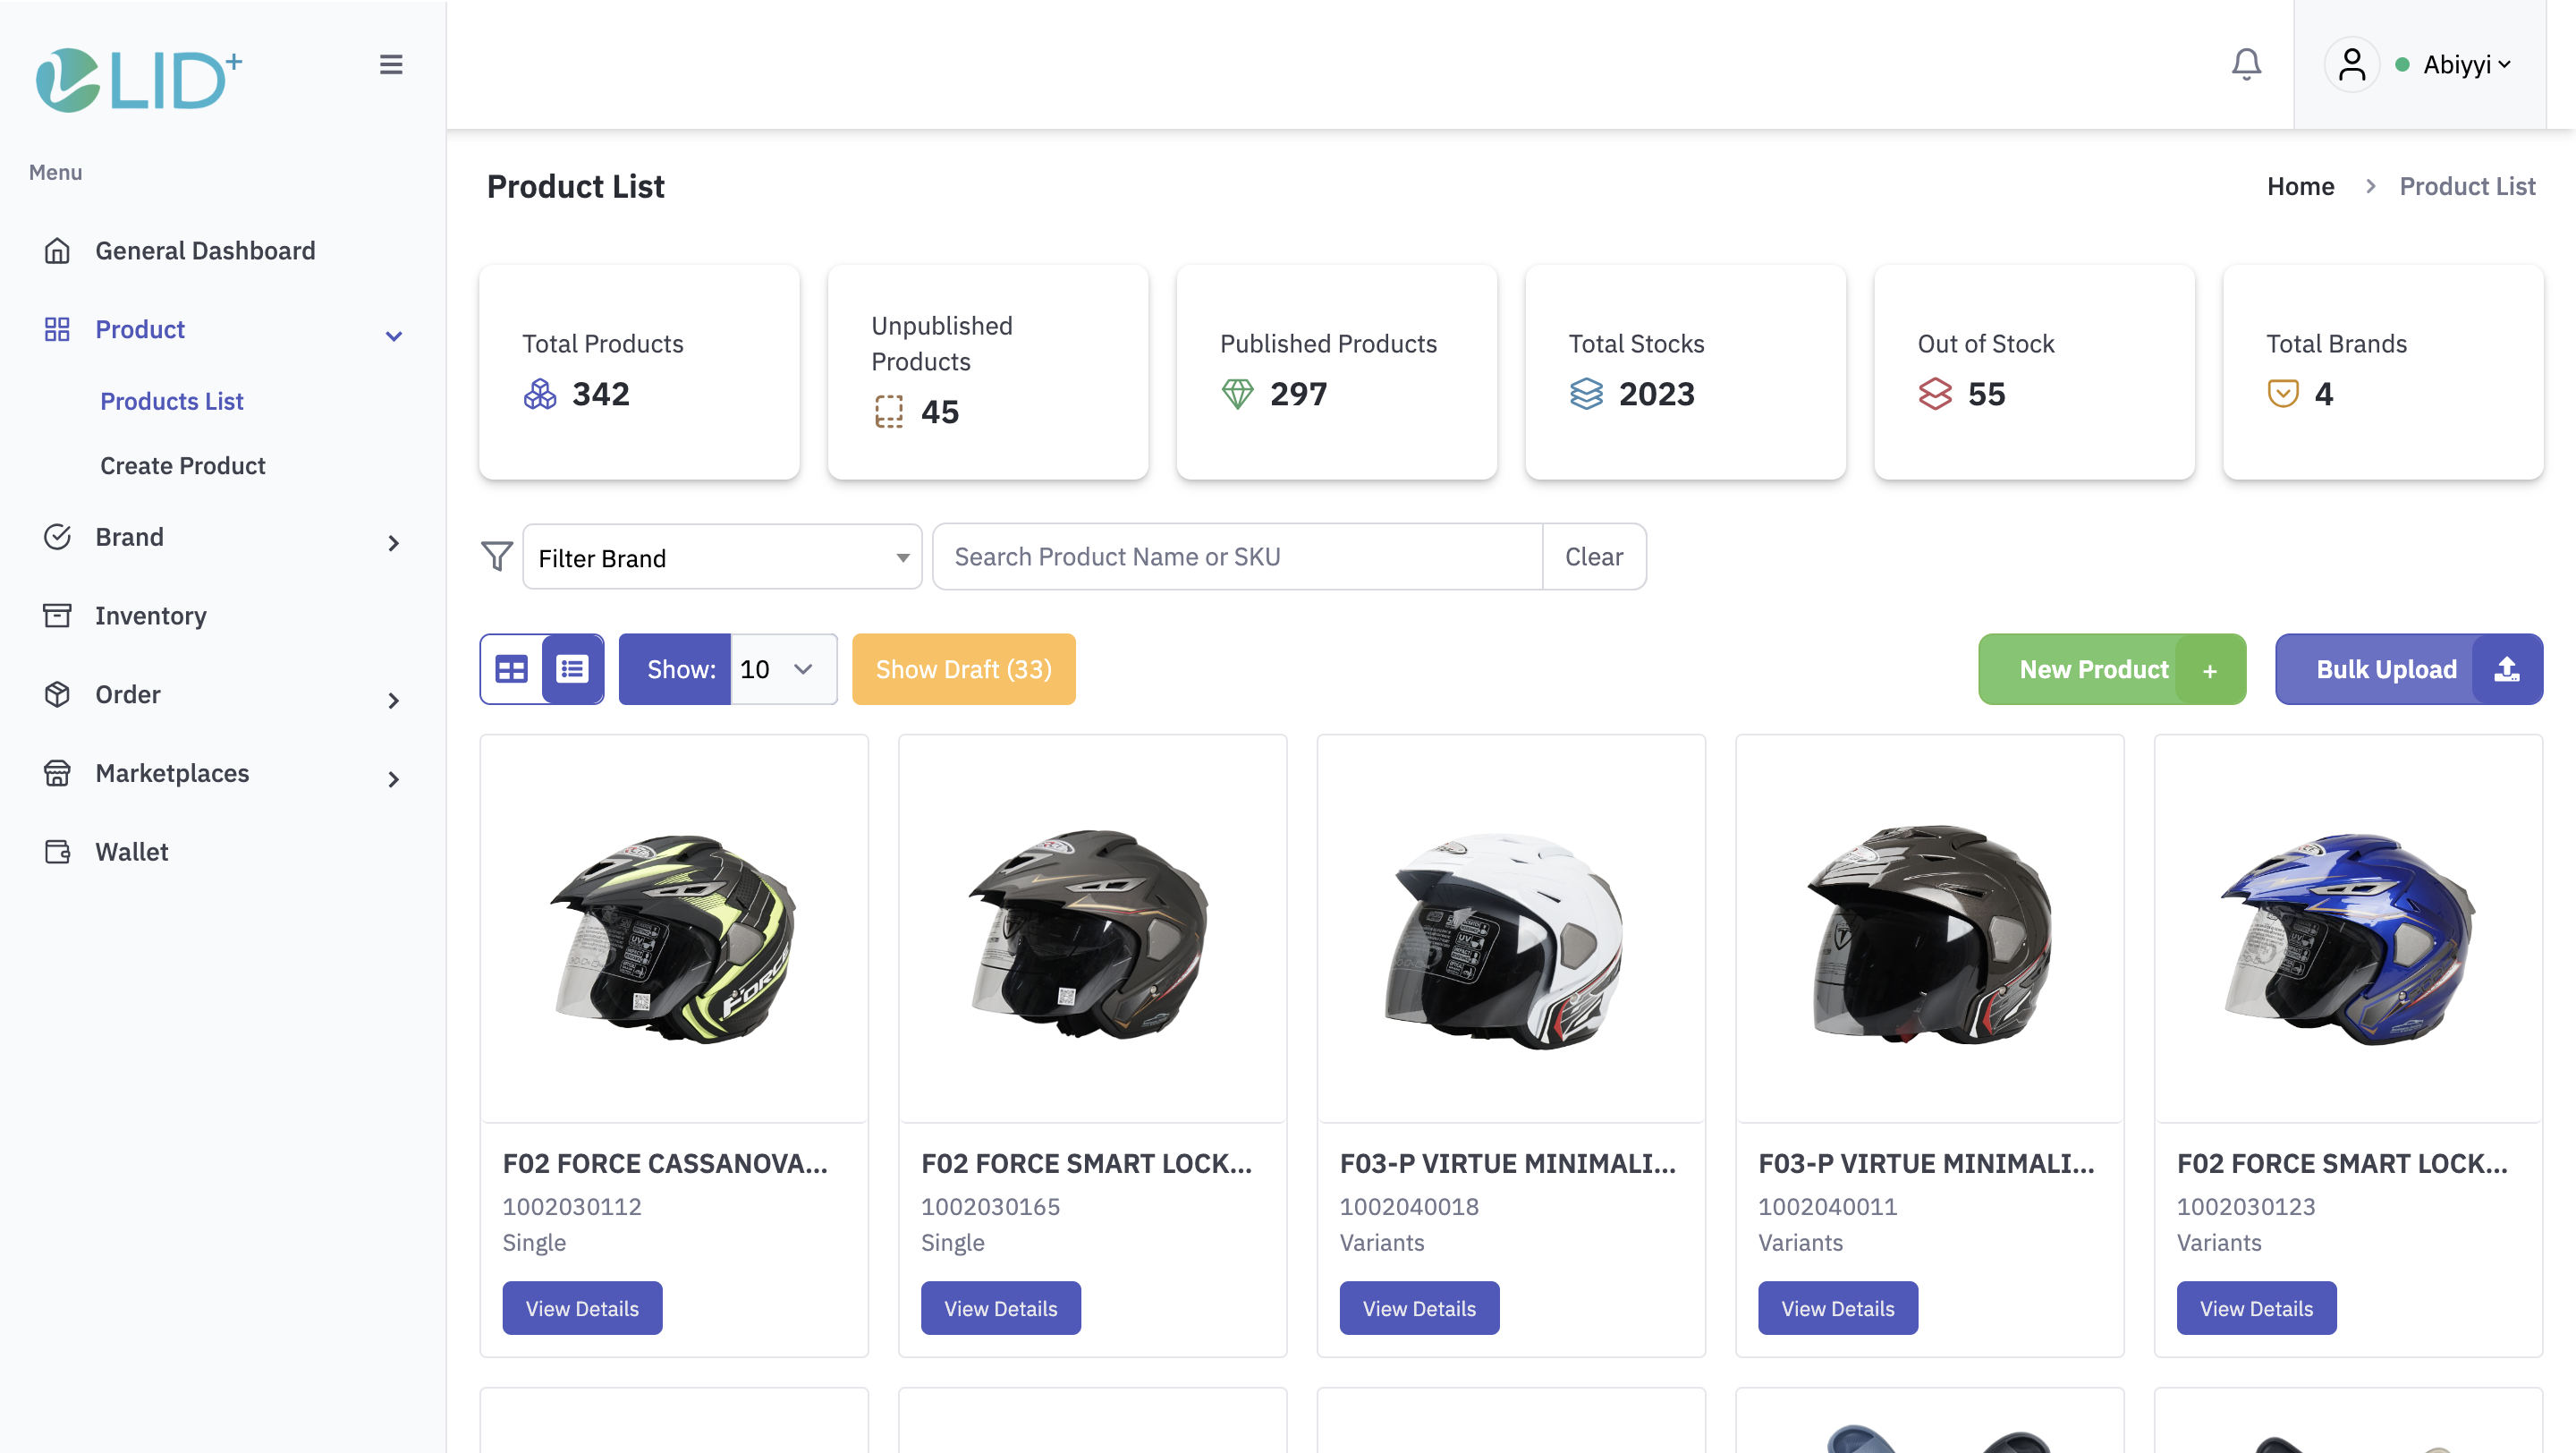 LID+
Menu
General Dashboard
Product
Products List
Create Product
Brand
Inventory
Order
Marketplaces
Wallet
Abiyyi
Product List
Home > Product List
Total Products
342
Unpublished
Products
45
Published Products
297
Total Stocks
2023
Out of Stock
55
Total Brands
4
Filter Brand
Search Product Name or SKU
Clear
Show: 10
Show Draft (33)
New Product +
Bulk Upload
FORCE
F02 FORCE CASSANOVA...
1002030112
Single
View Details
F02 FORCE SMART LOCK...
1002030165
Single
View Details
F03-P VIRTUE MINIMALI...
1002040018
Variants
View Details
F03-P VIRTUE MINIMALI...
1002040011
Variants
View Details
F02 FORCE SMART LOCK...
1002030123
Variants
View Details